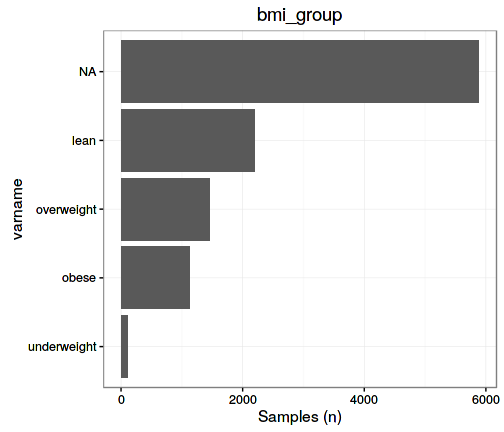 bmi_group
NA
lean
overweight
obese
underweight
varname
0 2000 4000 6000
Samples (n)